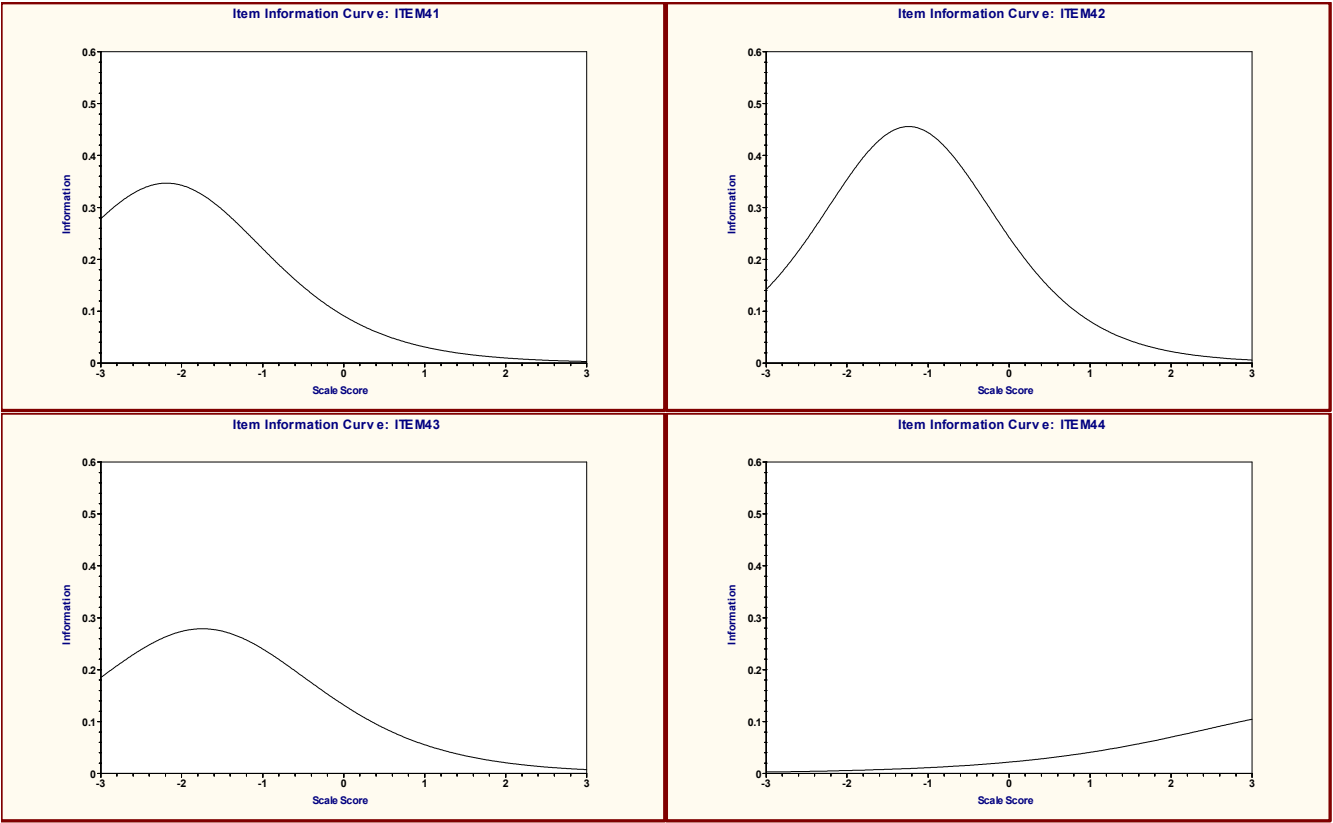 Item Information Curve: ITEM41
0.6
0.5
0.4
0.3
0.2
0.1
0
Information
-3 -2 -1 0 1 2 3
Scale Score
Item Information Curve: ITEM42
0.6
0.5
0.4
0.3
0.2
0.1
0
Information
-3 -2 -1 0 1 2 3
Scale Score
Item Information Curve: ITEM43
0.6
0.5
0.4
0.3
0.2
0.1
0
Information
-3 -2 -1 0 1 2 3
Scale Score
Item Information Curve: ITEM44
0.6
0.5
0.4
0.3
0.2
0.1
0
Information
-3 -2 -1 0 1 2 3
Scale Score